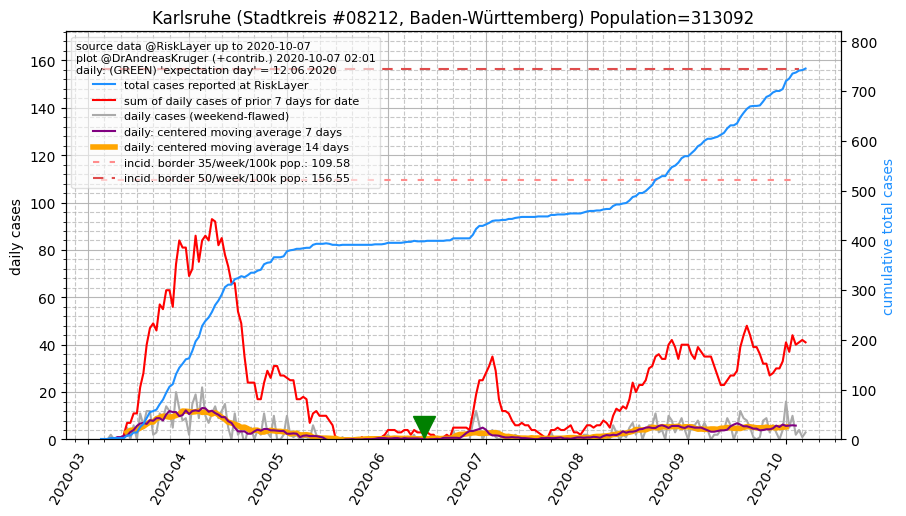 Karlsruhe (Stadtkreis #08212, Baden-Württemberg) Population=313092
source data @RiskLayer up to 2020-10-07
plot @DrAndreasKruger (+contrib.) 2020-10-07 02:01
daily: (GREEN) 'expectation day' = 12.06.2020
total cases reported at RiskLayer
sum of daily cases of prior 7 days for date
daily cases (weekend-flawed)
daily: centered moving average 7 days
daily: centered moving average 14 days
incid. border 35/week/100k pop.: 109.58
incid. border 50/week/100k pop.: 156.55
daily cases
160
140
120
100
80
60
40
20
0
800
700
600
500
400
300
200
100
0
cumulative total cases
2020-03
2020-04
2020-05
2020-06
2020-07
2020-08
2020-09
2020-10